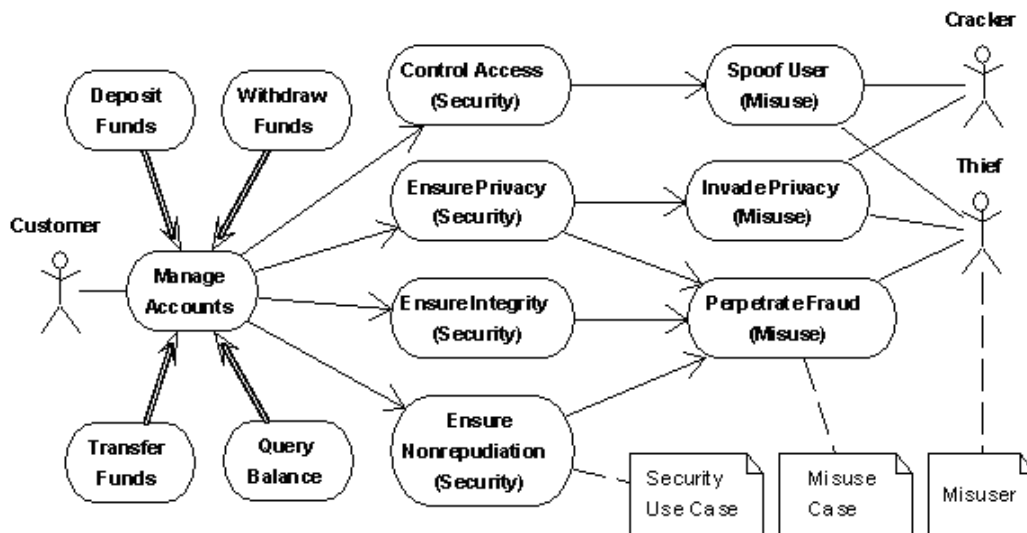 Cracker
Control Access
(Security)
Spoof User
(Misuse)
Deposit
Funds
Withdraw
Funds
Thief
Ensure Privacy
(Security)
Invade Privacy
(Misuse)
Customer
Manage
Accounts
Ensure Integrity
(Security)
Perpetrate Fraud
(Misuse)
Transfer
Funds
Query
Balance
Ensure
Nonrepudiation
(Security)
Security
Use Case
Misuse
Case
Misuser